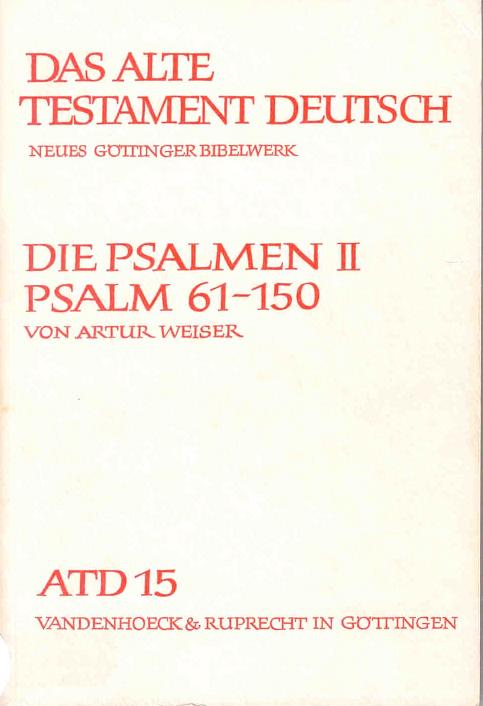 DAS ALTE
TESTAMENT DEUTSCH
NEUES GÖTTINGER BIBELWERK
DIE PSALMEN II
PSALM 61-150
VON ARTUR WEISER
ATD 15
VANDENHOECK & RUPRECHT IN GÖTTINGEN